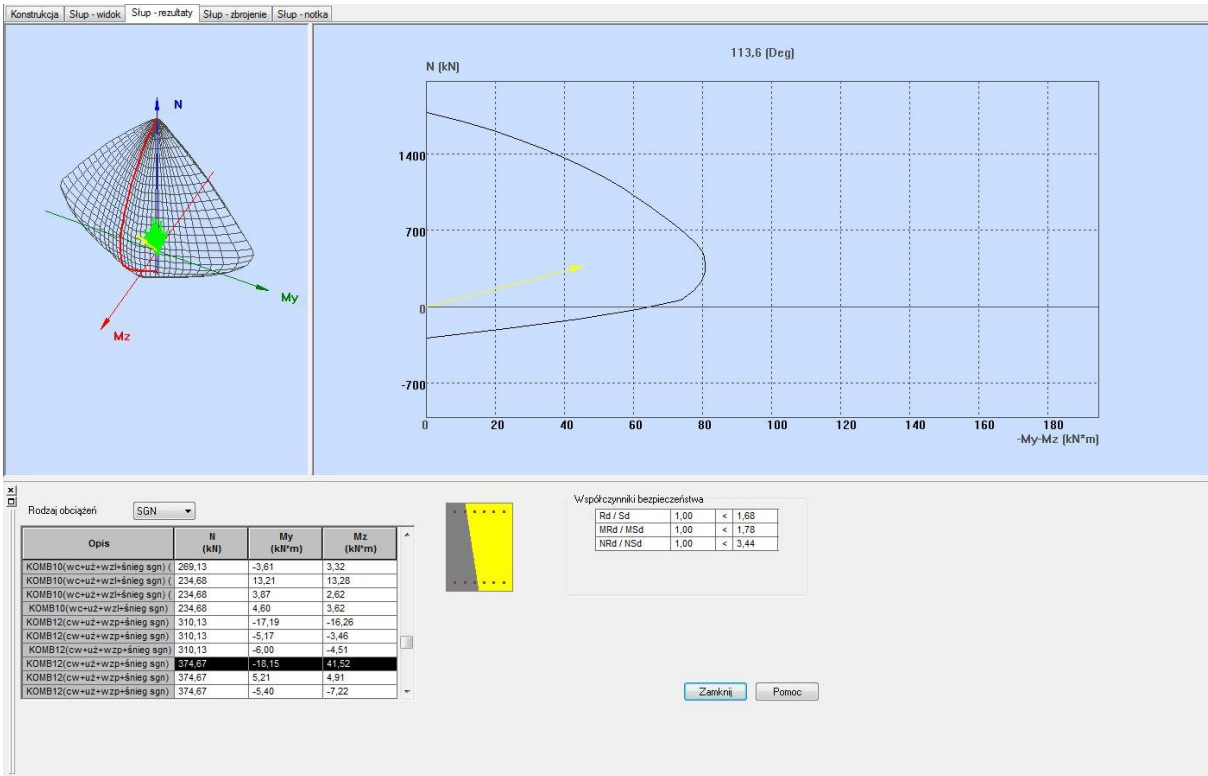 Konstrukcja Słup - widok Słup - rezultaty Słup - zbrojenie Słup - notka
N
My
Mz
113,6 (Deg)
N (kN)
1400
700
0
-700
0 20 40 60 80 100 120 140 160 180
-My-Mz (kN*m)
Rodzaj obciążeń SGN
Opis N (kN) My (kN*m) Mz (kN*m)
KOMB10(wc+uż+wzl+śnieg sgn) ( 269,13 -3,61 3,32
KOMB10(wc+uż+wzl+śnieg sgn) ( 234,68 13,21 13,28
KOMB10(wc+uż+wzl+śnieg sgn) ( 234,68 3,87 2,62
KOMB10(wc+uż+wzl+śnieg sgn) 234,68 4,60 3,62
KOMB12(cw+uż+wzp+śnieg sgn) 310,13 -17,19 -16,26
KOMB12(cw+uż+wzp+śnieg sgn) 310,13 -5,17 -3,46
KOMB12(cw+uż+wzp+śnieg sgn) 310,13 -6,00 -4,51
KOMB12(cw+uż+wzp+śnieg sgn) 374,67 -18,15 41,52
KOMB12(cw+uż+wzp+śnieg sgn) 374,67 5,21 4,91
KOMB12(cw+uż+wzp+śnieg sgn) 374,67 -5,40 -7,22
Współczynniki bezpieczeństwa
Rd / Sd 1,00 < 1,68
MRd / MSd 1,00 < 1,78
NRd / NSd 1,00 < 3,44
Zamknij Pomoc